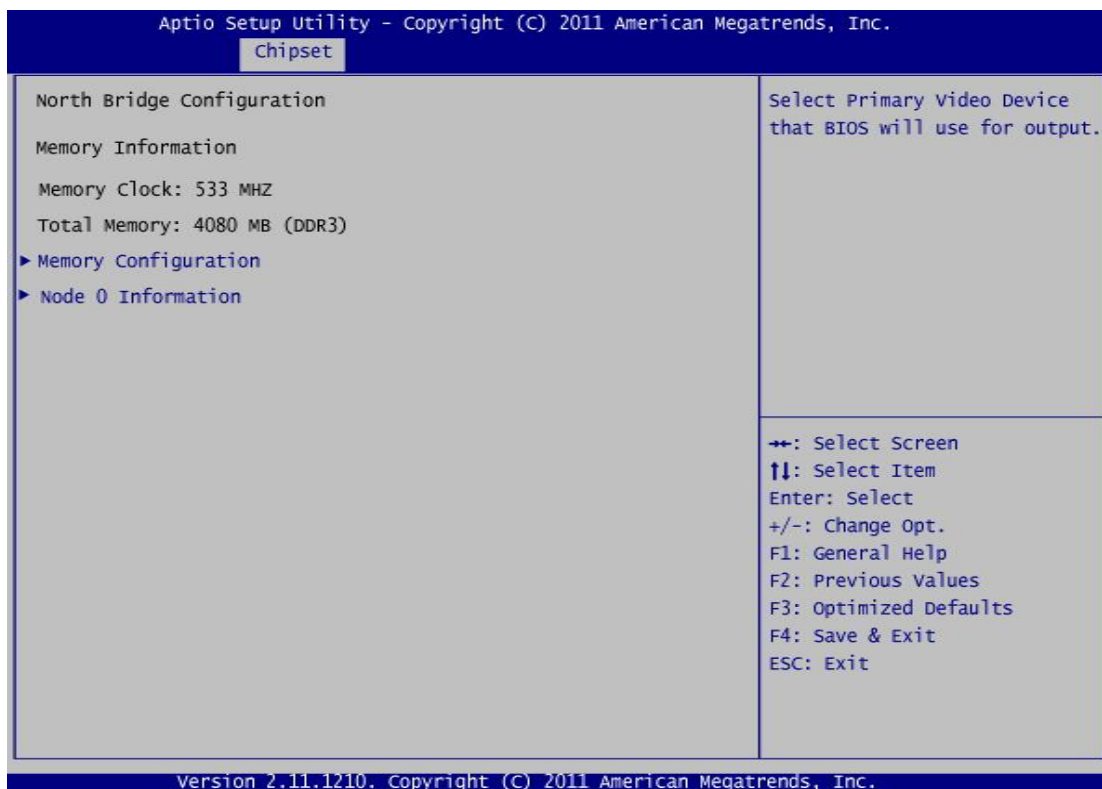 Aptio Setup Utility - Copyright (C) 2011 American Megatrends, Inc.
Chipset
North Bridge Configuration
Memory Information
Memory Clock: 533 MHZ
Total Memory: 4080 MB (DDR3)
► Memory Configuration
► Node 0 Information
Select Primary Video Device
that BIOS will use for output.
→←: Select Screen
↑↓: Select Item
Enter: Select
+/-: Change Opt.
F1: General Help
F2: Previous Values
F3: Optimized Defaults
F4: Save & Exit
ESC: Exit
Version 2.11.1210. Copyright (C) 2011 American Megatrends, Inc.